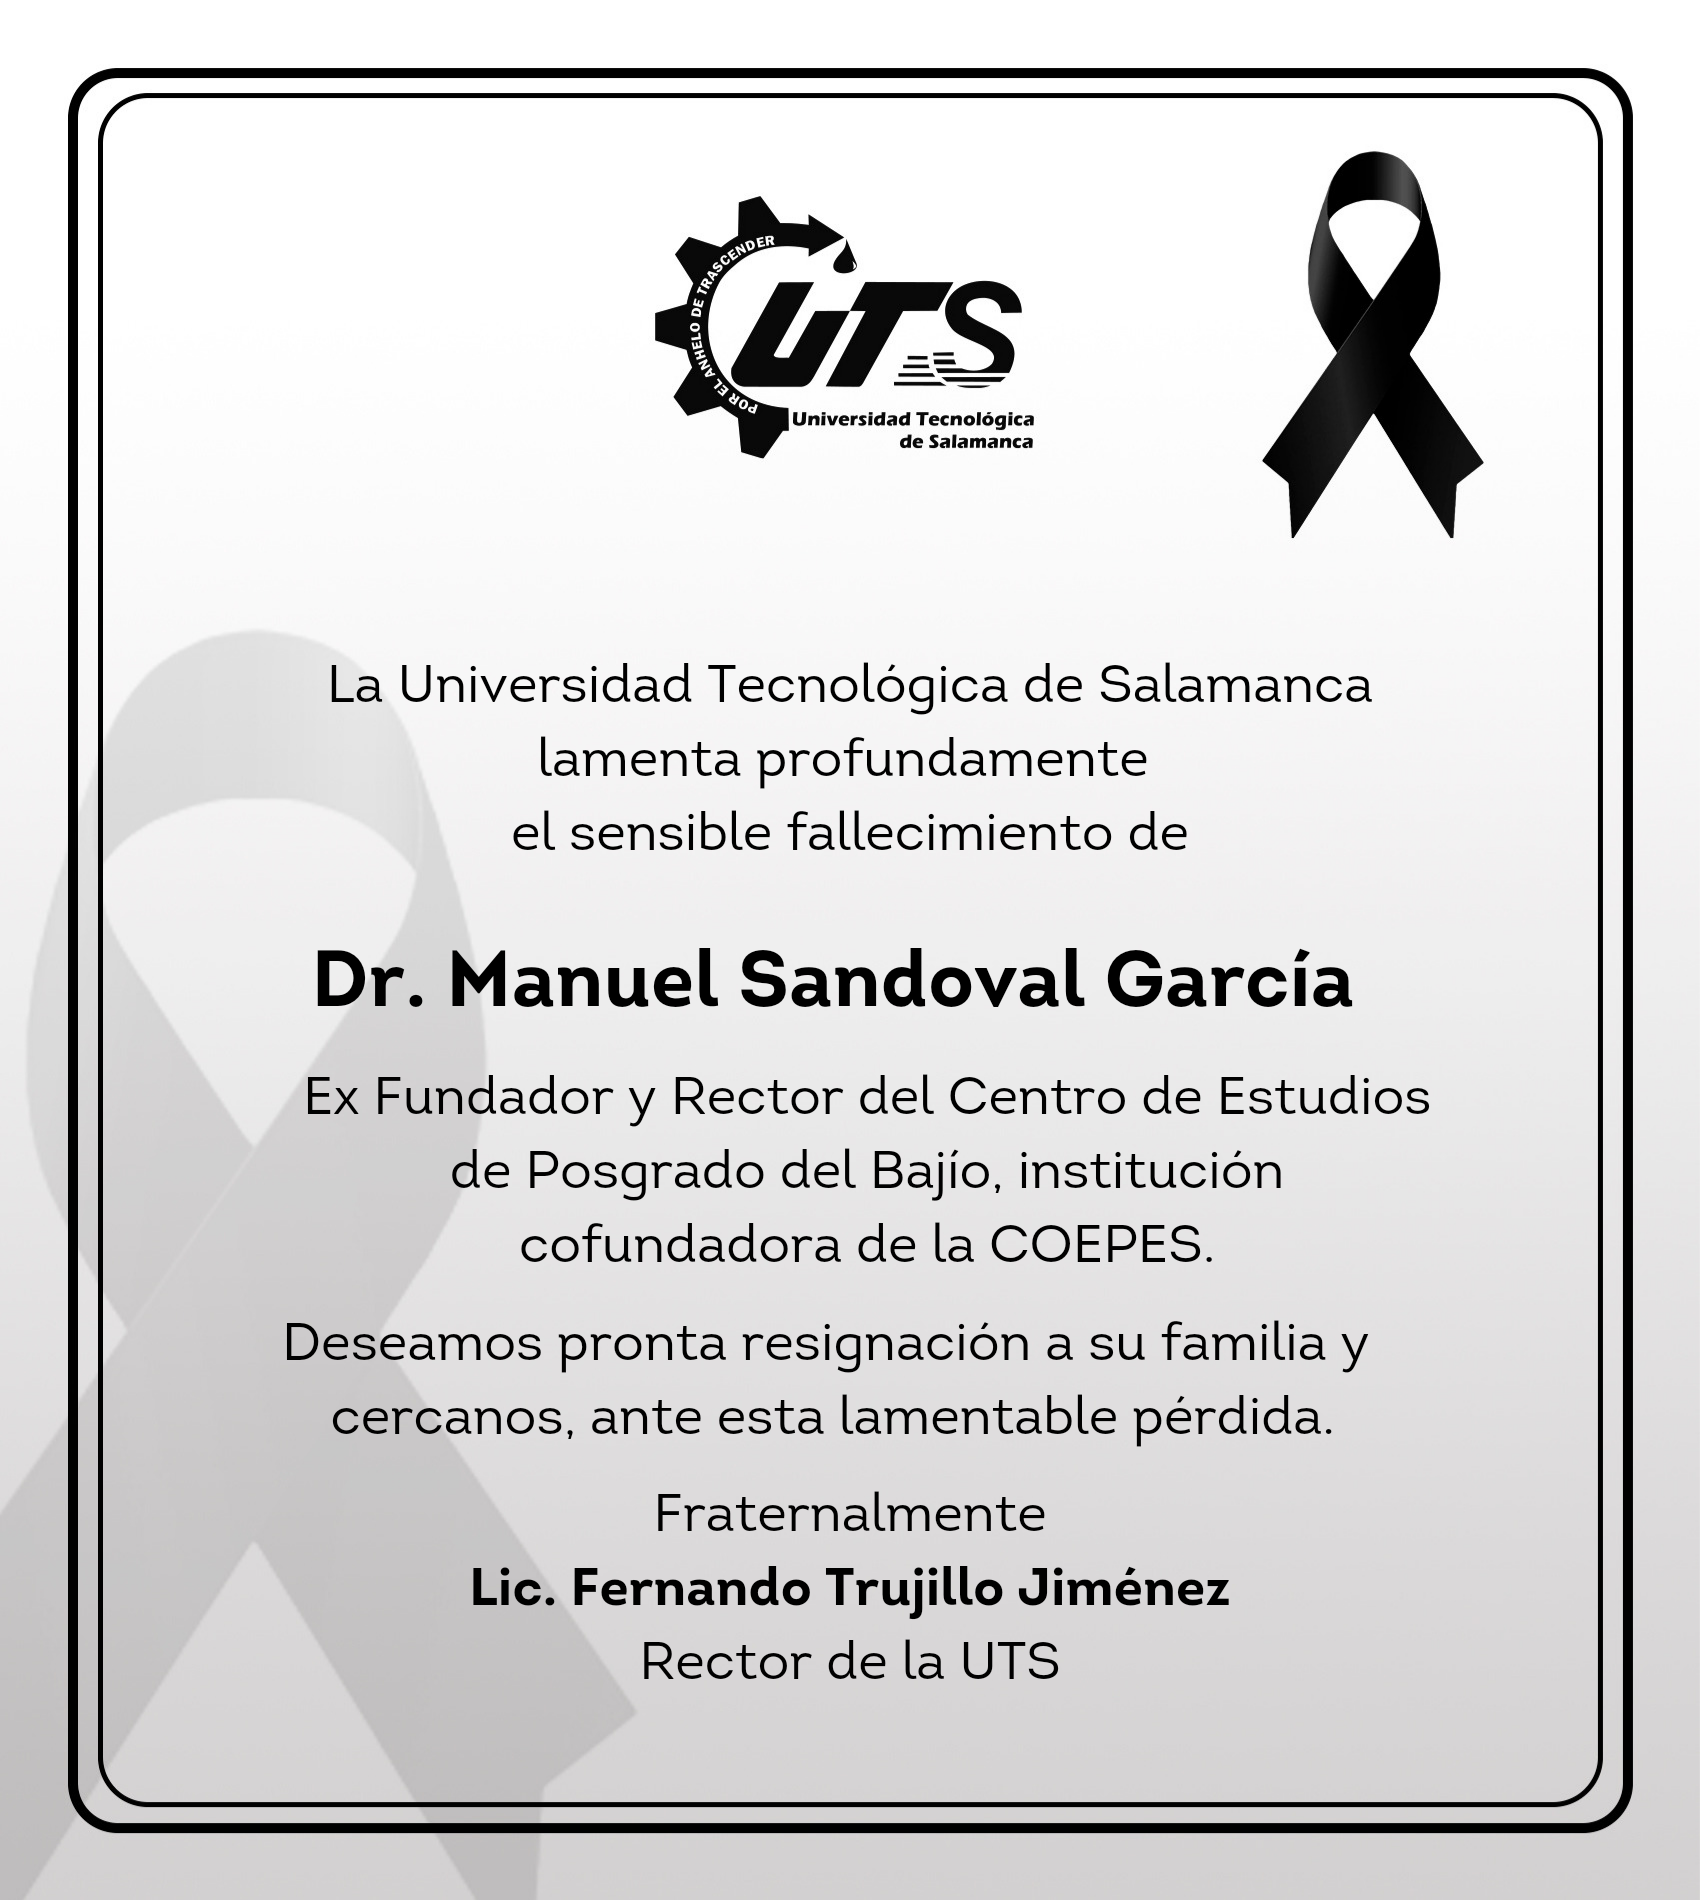 POR EL ANHELO DE TRASCENDER
UTS
Universidad Tecnológica
de Salamanca
La Universidad Tecnológica de Salamanca
lamenta profundamente
el sensible fallecimiento de
Dr. Manuel Sandoval García
Ex Fundador y Rector del Centro de Estudios
de Posgrado del Bajío, institución
cofundadora de la COEPES.
Deseamos pronta resignación a su familia y
cercanos, ante esta lamentable pérdida.
Fraternalmente
Lic. Fernando Trujillo Jiménez
Rector de la UTS